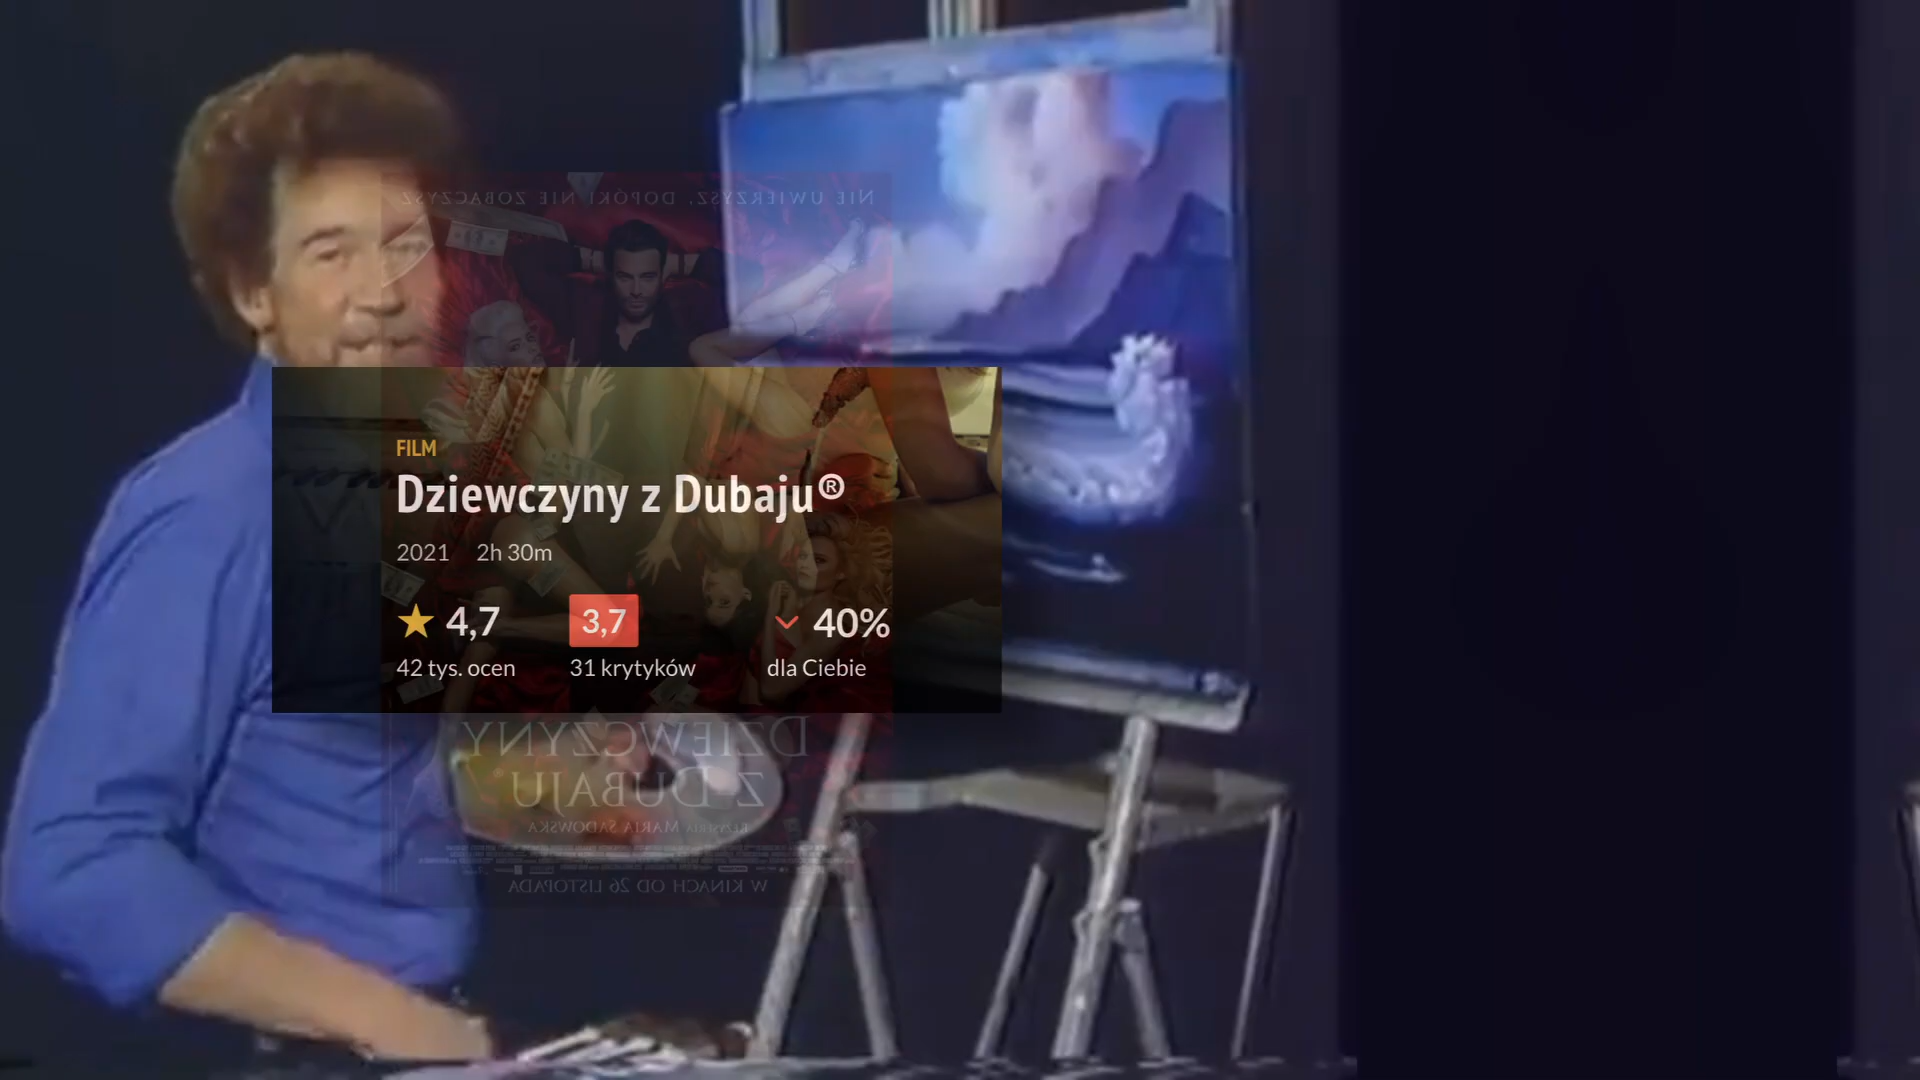 NIE UWIERZYSZ, DOPÓKI NIE ZOBACZYSZ
FILM
Dziewczyny z Dubaju®
2021 2h 30m
4,7 3,7 40%
42 tys. ocen 31 krytyków dla Ciebie
DZIEWCZYNY
Z DUBAJU®
REŻYSERIA MARIA SADOWSKA
W KINACH OD 26 LISTOPADA